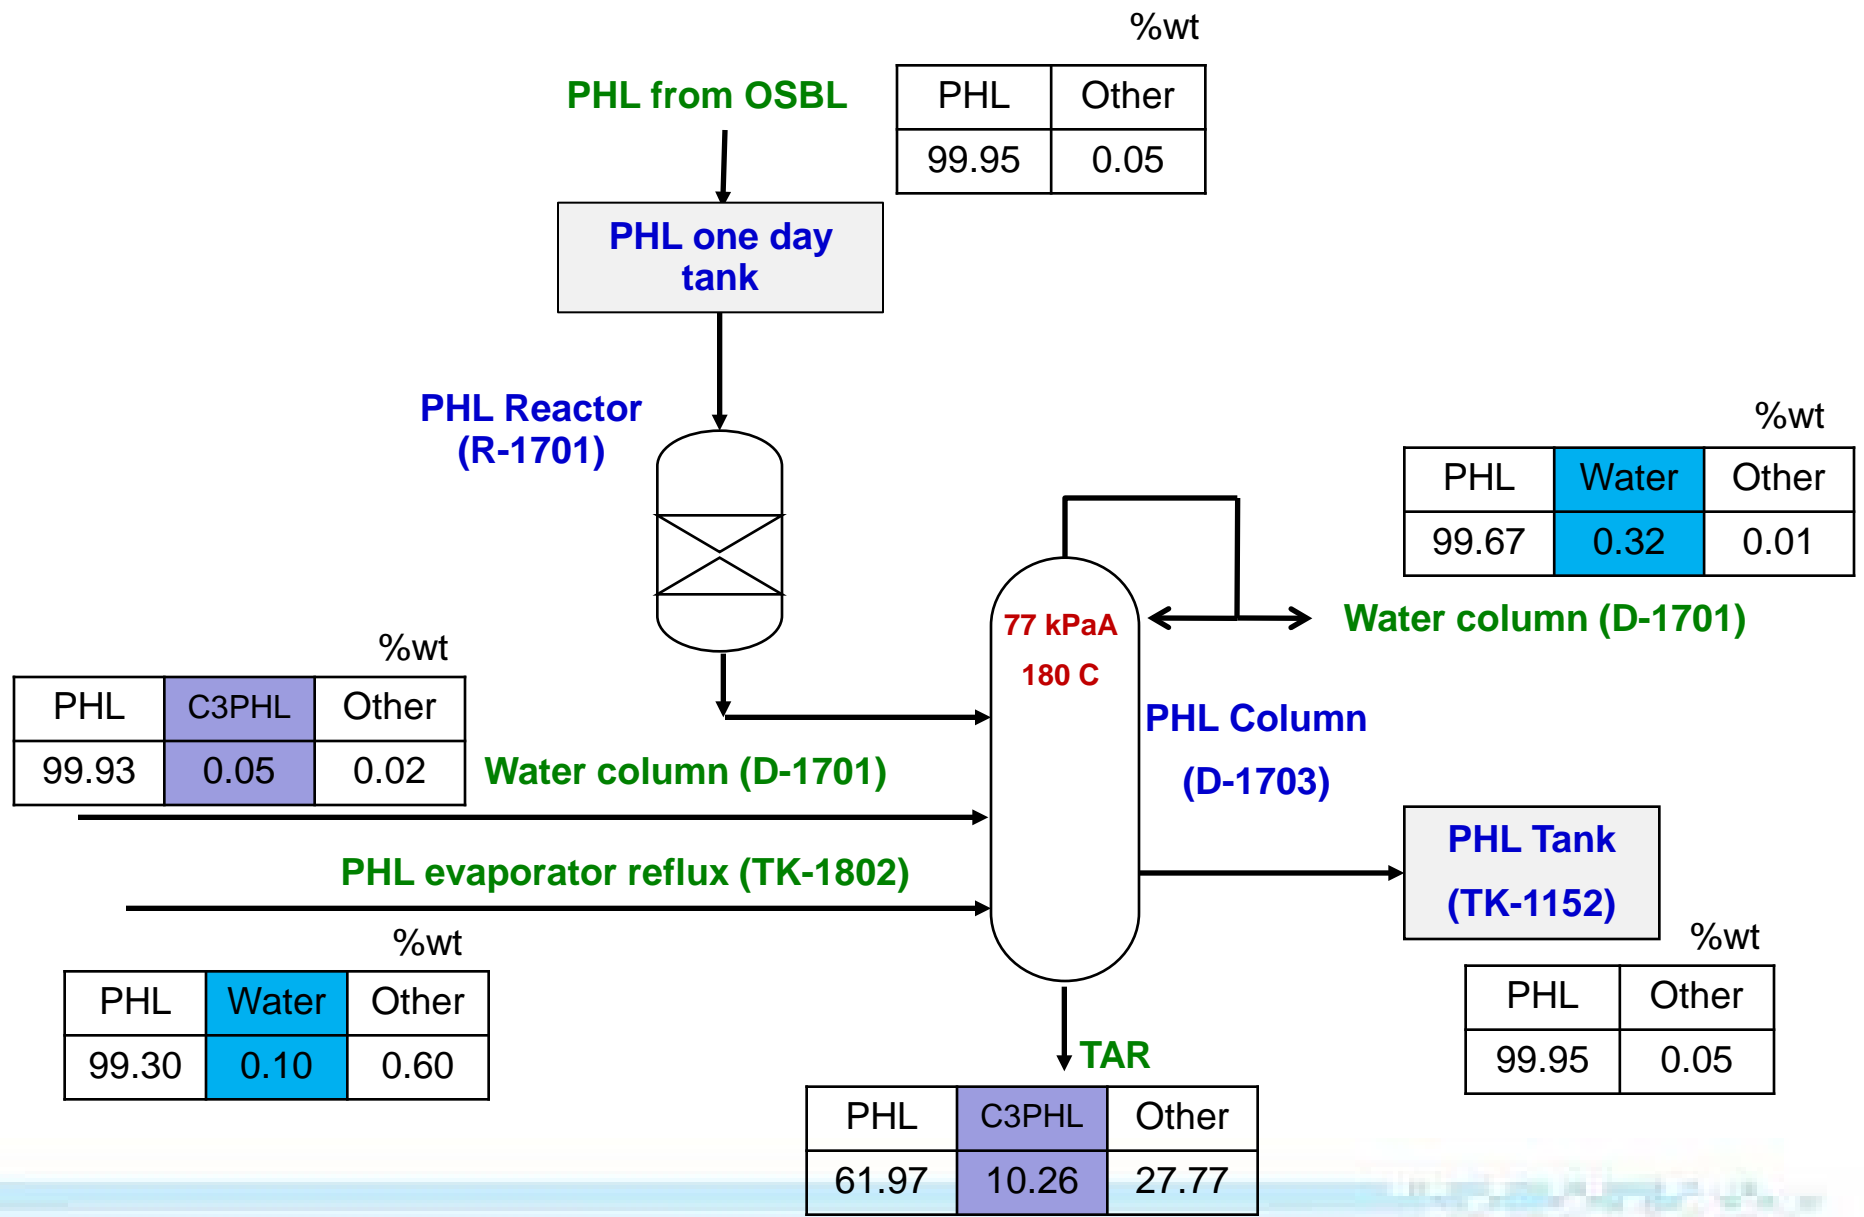 %wt
PHL from OSBL
PHL Other
99.95 0.05
PHL one day
tank
PHL Reactor
(R-1701)
%wt
PHL Water Other
99.67 0.32 0.01
77 kPaA
180 C
Water column (D-1701)
%wt
PHL C3PHL Other
99.93 0.05 0.02
Water column (D-1701)
PHL Column
(D-1703)
PHL evaporator reflux (TK-1802)
PHL Tank
(TK-1152)
%wt
PHL Water Other
99.30 0.10 0.60
%wt
PHL Other
99.95 0.05
TAR
PHL C3PHL Other
61.97 10.26 27.77